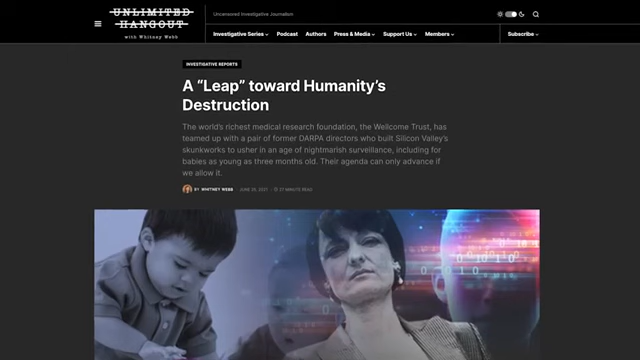 UNLIMITED
HANGOUT
with Whitney Webb
Uncensored Investigative Journalism
Investigative Series Podcast Authors Press & Media Support Us Members Subscribe
INVESTIGATIVE REPORTS
A “Leap” toward Humanity’s
Destruction
The world’s richest medical research foundation, the Wellcome Trust, has
teamed up with a pair of former DARPA directors who built Silicon Valley’s
skunkworks to usher in an age of nightmarish surveillance, including for
babies as young as three months old. Their agenda can only advance if
we allow it.
BY WHITNEY WEBB JUNE 25, 2021 27 MINUTE READ